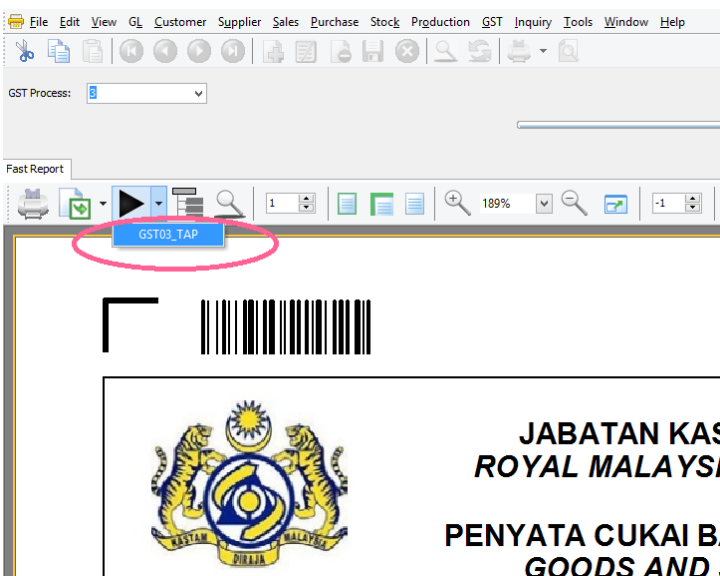 File Edit View GL Customer Supplier Sales Purchase Stock Production GST Inquiry Tools Window Help
GST Process: 3
Fast Report
1 189% -1
GST03_TAP
JABATAN KAS
ROYAL MALAYSI
KASTAM DIRAJA MALAYSIA
PENYATA CUKAI BA
GOODS AND